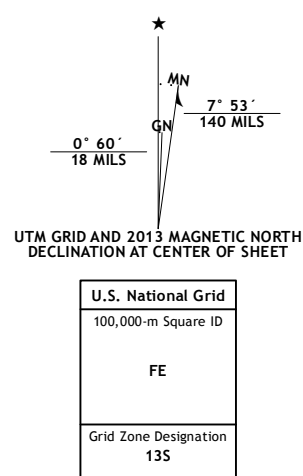 ★
MN
GN
7° 53´
140 MILS
0° 60´
18 MILS
UTM GRID AND 2013 MAGNETIC NORTH
DECLINATION AT CENTER OF SHEET
U.S. National Grid
100,000-m Square ID
FE
Grid Zone Designation
13S